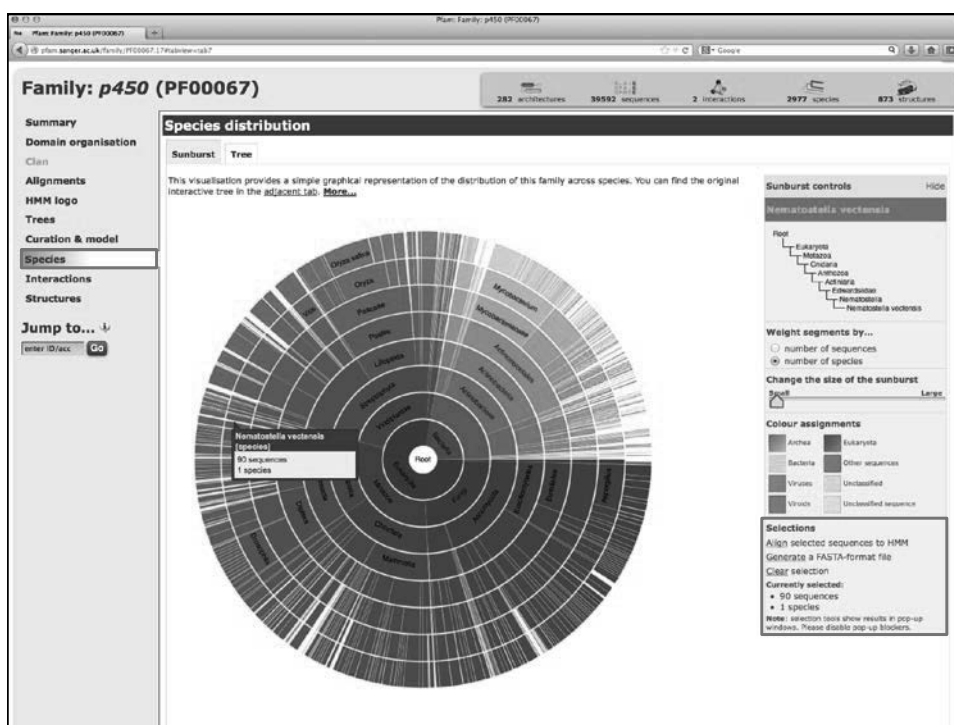 Pfam: Family: p450 (PF00067)
Pfam: Family: p450 (PF00067)
pfam.sanger.ac.uk/family/PF00067.17#tabview=tab7
Google
Family: p450 (PF00067)
282 architectures
39592 sequences
2 interactions
2977 species
873 structures
Summary
Domain organisation
Clan
Alignments
HMM logo
Trees
Curation & model
Species
Interactions
Structures
Jump to...
enter ID/acc
Go
Species distribution
Sunburst
Tree
This visualisation provides a simple graphical representation of the distribution of this family across species. You can find the original
interactive tree in the adjacent tab. More...
Oryza sativa
Oryza
Poaceae
Poales
Liliopsida
Mycobacterium
Mycobacteriaceae
Root
Fungi
Chordata
Mammalia
Nematostella vectensis
(species)
90 sequences
1 species
Sunburst controls
Hide
Nematostella vectensis
Root
Eukaryota
Metazoa
Cnidaria
Anthozoa
Actiniaria
Edwardsiidae
Nematostella
Nematostella vectensis
Weight segments by...
number of sequences
number of species
Change the size of the sunburst
Small
Large
Colour assignments
Archea
Eukaryota
Bacteria
Other sequences
Viruses
Unclassified
Viroids
Unclassified sequence
Selections
Align selected sequences to HMM
Generate a FASTA-format file
Clear selection
Currently selected:
• 90 sequences
• 1 species
Note: selection tools show results in pop-up
windows. Please disable pop-up blockers.